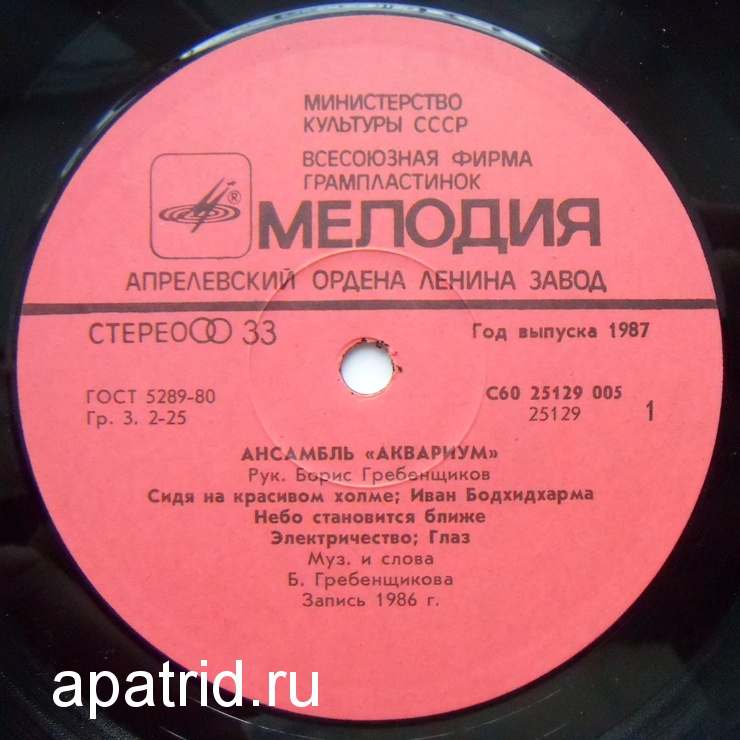 МИНИСТЕРСТВО
КУЛЬТУРЫ СССР
ВСЕСОЮЗНАЯ ФИРМА
ГРАМПЛАСТИНОК
®
МЕЛОДИЯ
АПРЕЛЕВСКИЙ ОРДЕНА ЛЕНИНА ЗАВОД
СТЕРЕО 33
Год выпуска 1987
ГОСТ 5289-80
Гр. 3. 2-25
С60 25129 005
25129
1
АНСАМБЛЬ «АКВАРИУМ»
Рук. Борис Гребенщиков
Сидя на красивом холме; Иван Бодхидхарма
Небо становится ближе
Электричество; Глаз
Муз. и слова
Б. Гребенщикова
Запись 1986 г.
apatrid.ru